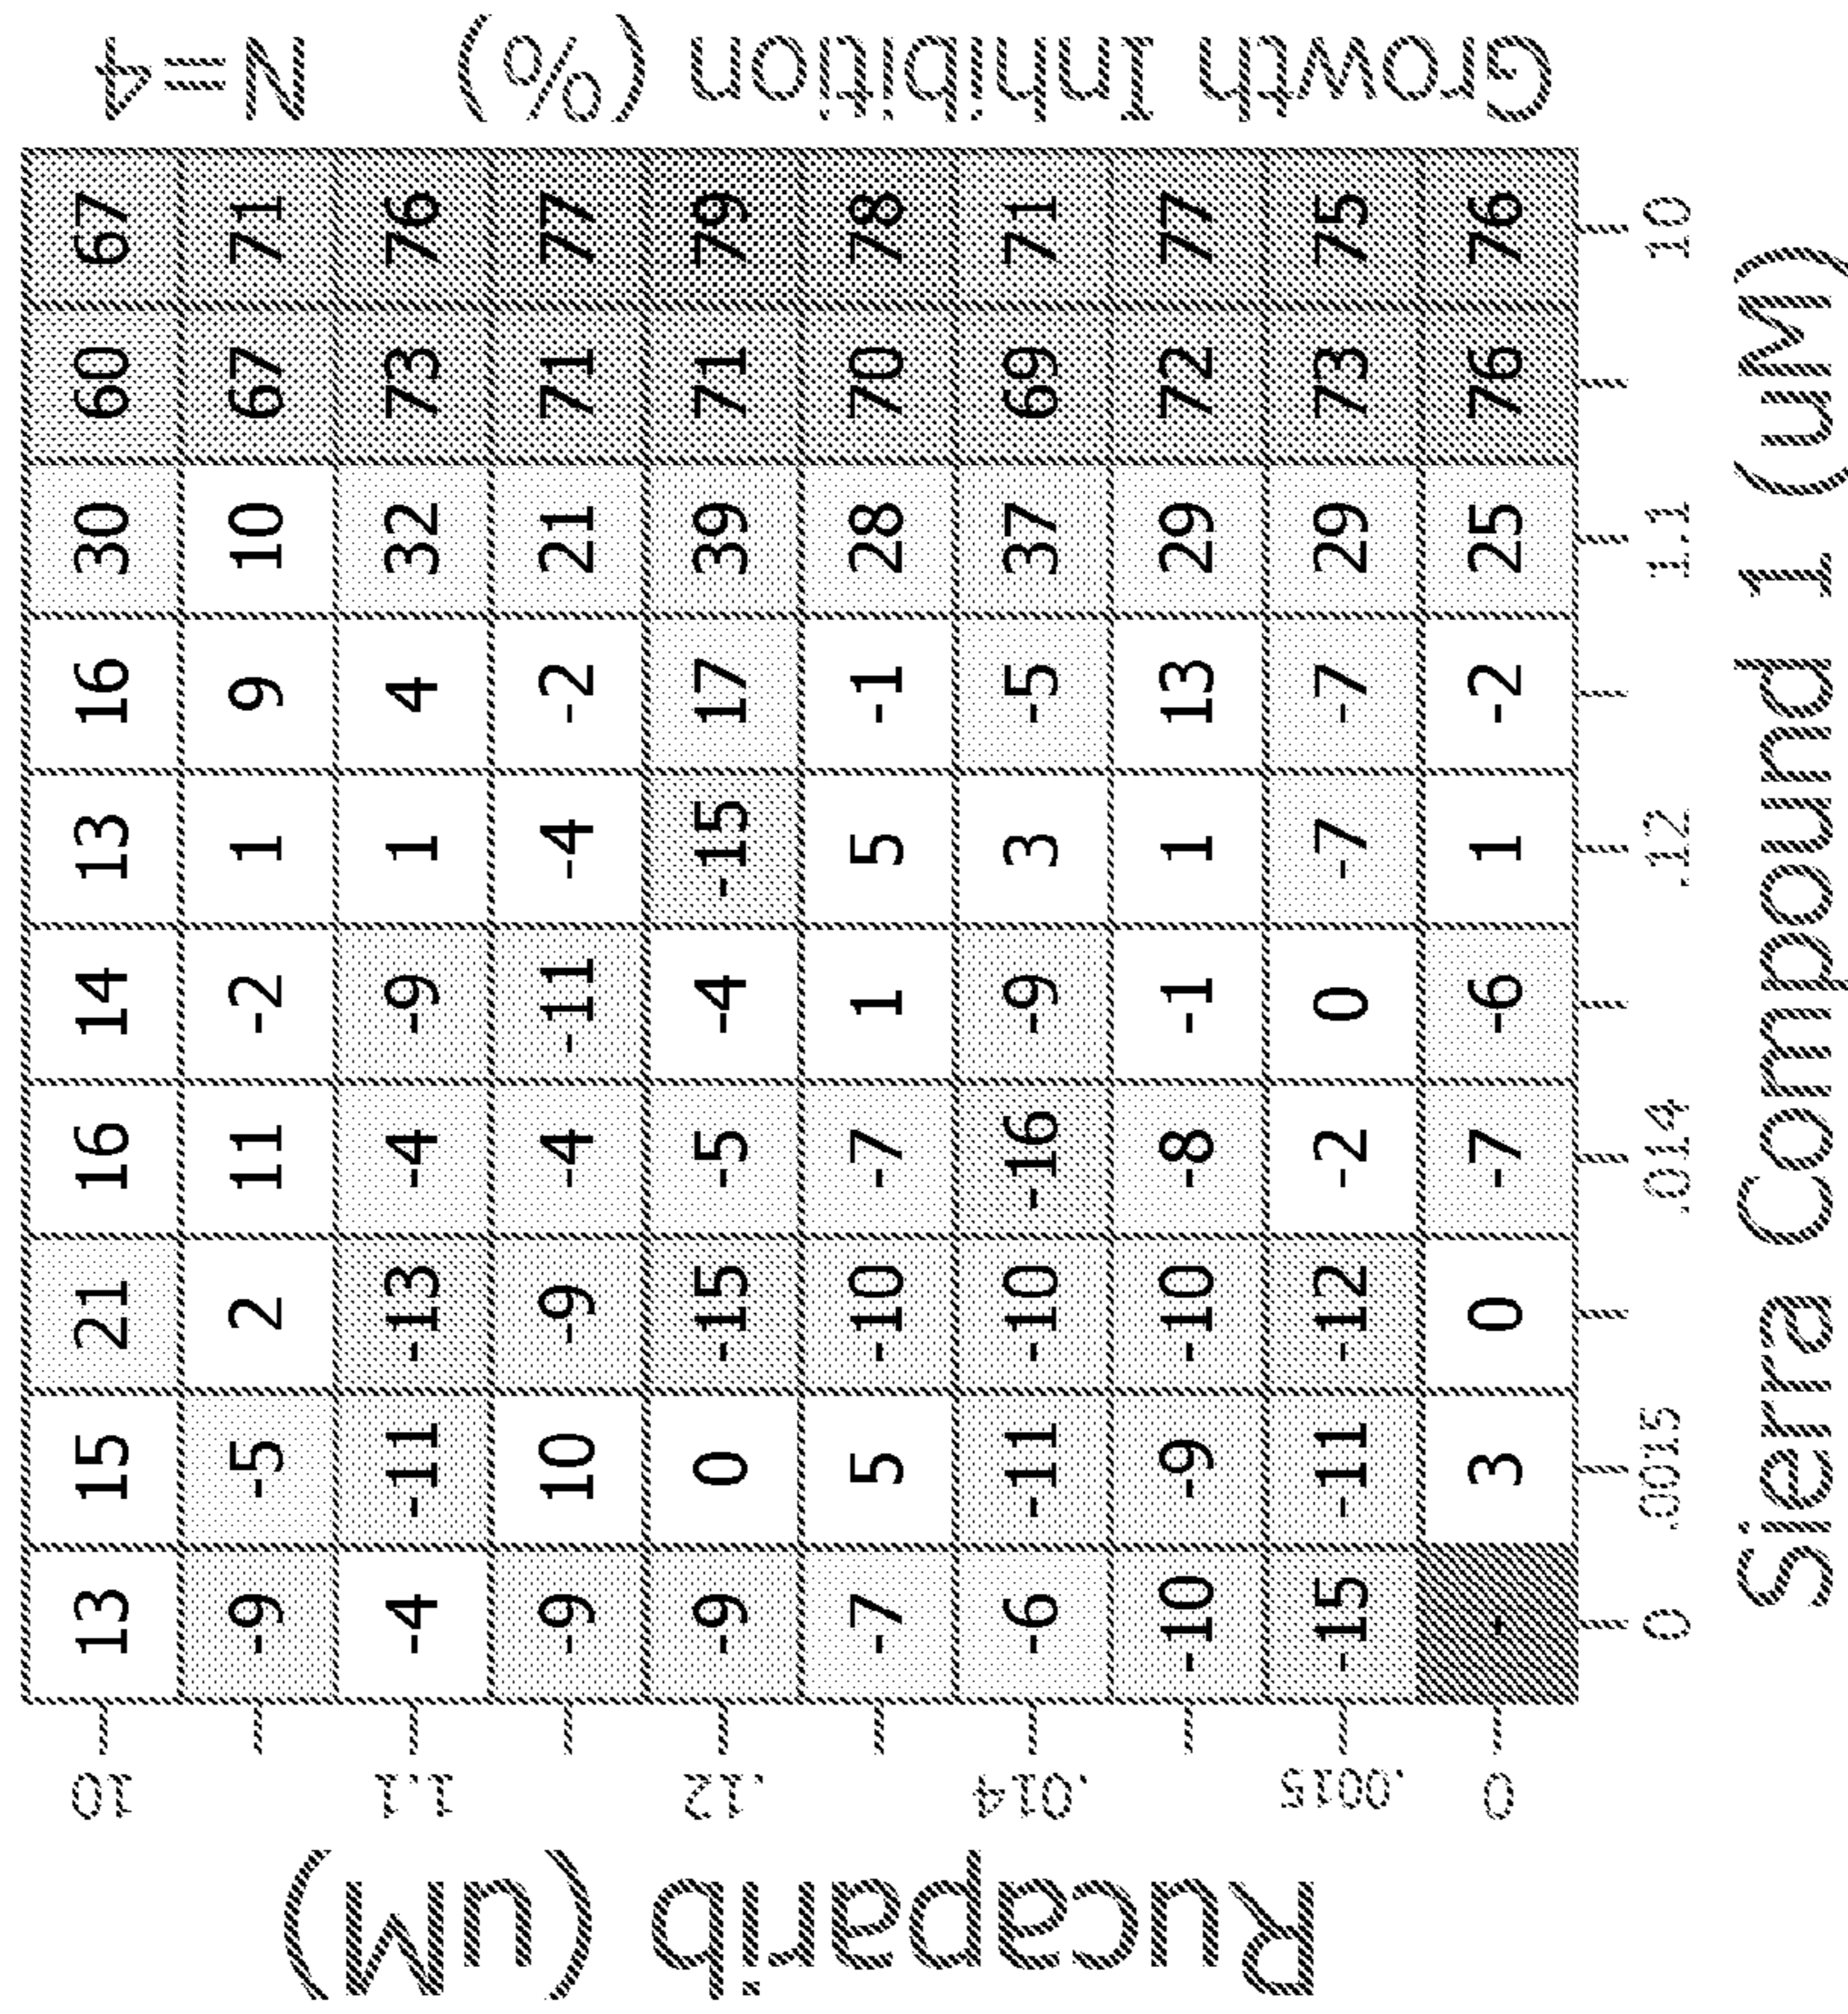 Rucaparib (uM)
10 13 15 21 16 14 13 16 30 60 67
-9 -5 2 11 -2 1 9 10 67 71
1.1 -4 -11 -13 -4 -9 1 4 32 73 76
-9 10 -9 -4 -11 -4 -2 21 71 77
.12 -9 0 -15 -5 -4 -15 17 39 71 79
-7 5 -10 -7 1 5 -1 28 70 78
.014 -6 -11 -10 -16 -9 3 -5 37 69 71
-10 -9 -10 -8 -1 1 13 29 72 77
.0015 -15 -11 -12 -2 0 -7 -7 29 73 75
0 - 3 0 -7 -6 1 -2 25 76 76
0 .0015 .014 .12 1.1 10
Sierra Compound 1 (uM)
Growth Inhibition (%) N=4